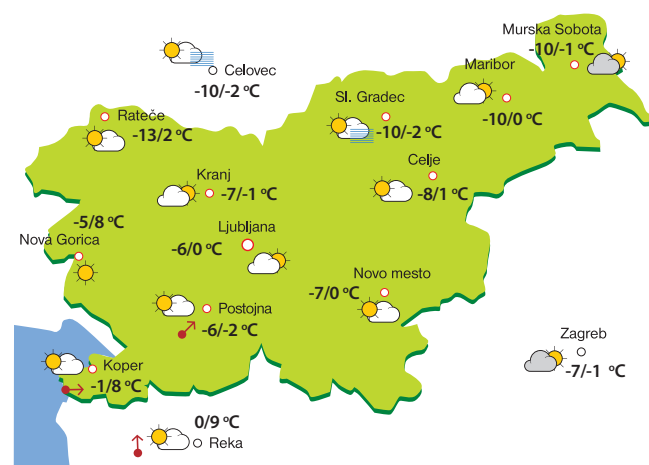 Murska Sobota
-10/-1 ºC
Celovec
-10/-2 ºC
Maribor
-10/0 ºC
Sl. Gradec
-10/-2 ºC
Rateče
-13/2 ºC
Celje
-8/1 ºC
Kranj
-7/-1 ºC
-5/8 ºC
Nová Gorica
Ljubljana
-6/0 ºC
Novo mesto
-7/0 ºC
Postojna
-6/-2 ºC
Zagreb
-7/-1 ºC
Koper
-1/8 ºC
0/9 ºC
Reka